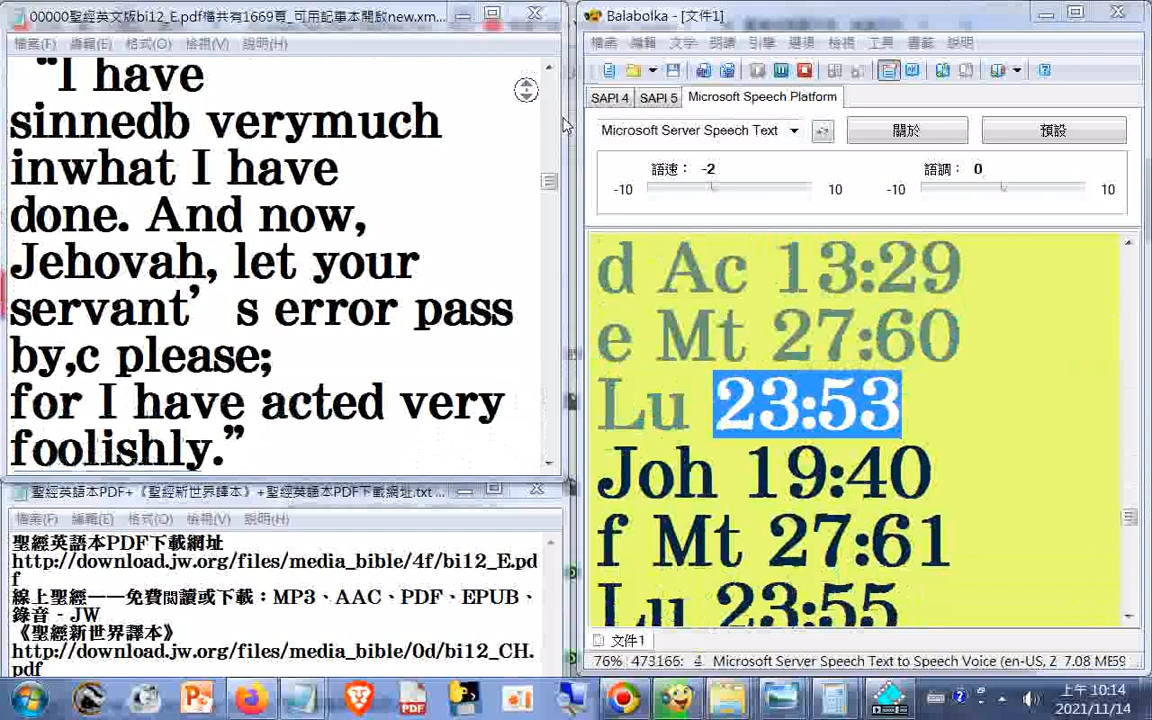 00000聖經英文版bi12_E.pdf檔共有1669頁_可用記事本開啟new.xm...
檔案(F) 編輯(E) 格式(O) 檢視(V) 說明(H)
“I have
sinnedb verymuch
inwhat I have
done. And now,
Jehovah, let your
servant’s error pass
by,c please;
for I have acted very
foolishly.”
聖經英語本PDF+《聖經新世界譯本》+聖經英語本PDF下載網址.txt ...
檔案(F) 編輯(E) 格式(O) 檢視(V) 說明(H)
聖經英語本PDF下載網址
http://download.jw.org/files/media_bible/4f/bi12_E.pd
f
線上聖經——免費閱讀或下載：MP3、AAC、PDF、EPUB、
錄音 - JW
《聖經新世界譯本》
http://download.jw.org/files/media_bible/0d/bi12_CH.
pdf
Balabolka - [文件1]
檔案 編輯 文字 朗讀 引擎 選項 檢視 工具 書籤 說明
SAPI 4 SAPI 5 Microsoft Speech Platform
Microsoft Server Speech Text 關於 預設
語速： -2 語調： 0
-10 10 -10 10
d Ac 13:29
e Mt 27:60
Lu 23:53
Joh 19:40
f Mt 27:61
Lu 23:55
文件1
76% 473166: 4 Microsoft Server Speech Text to Speech Voice (en-US, Z 7.08 ME59
上午 10:14
2021/11/14